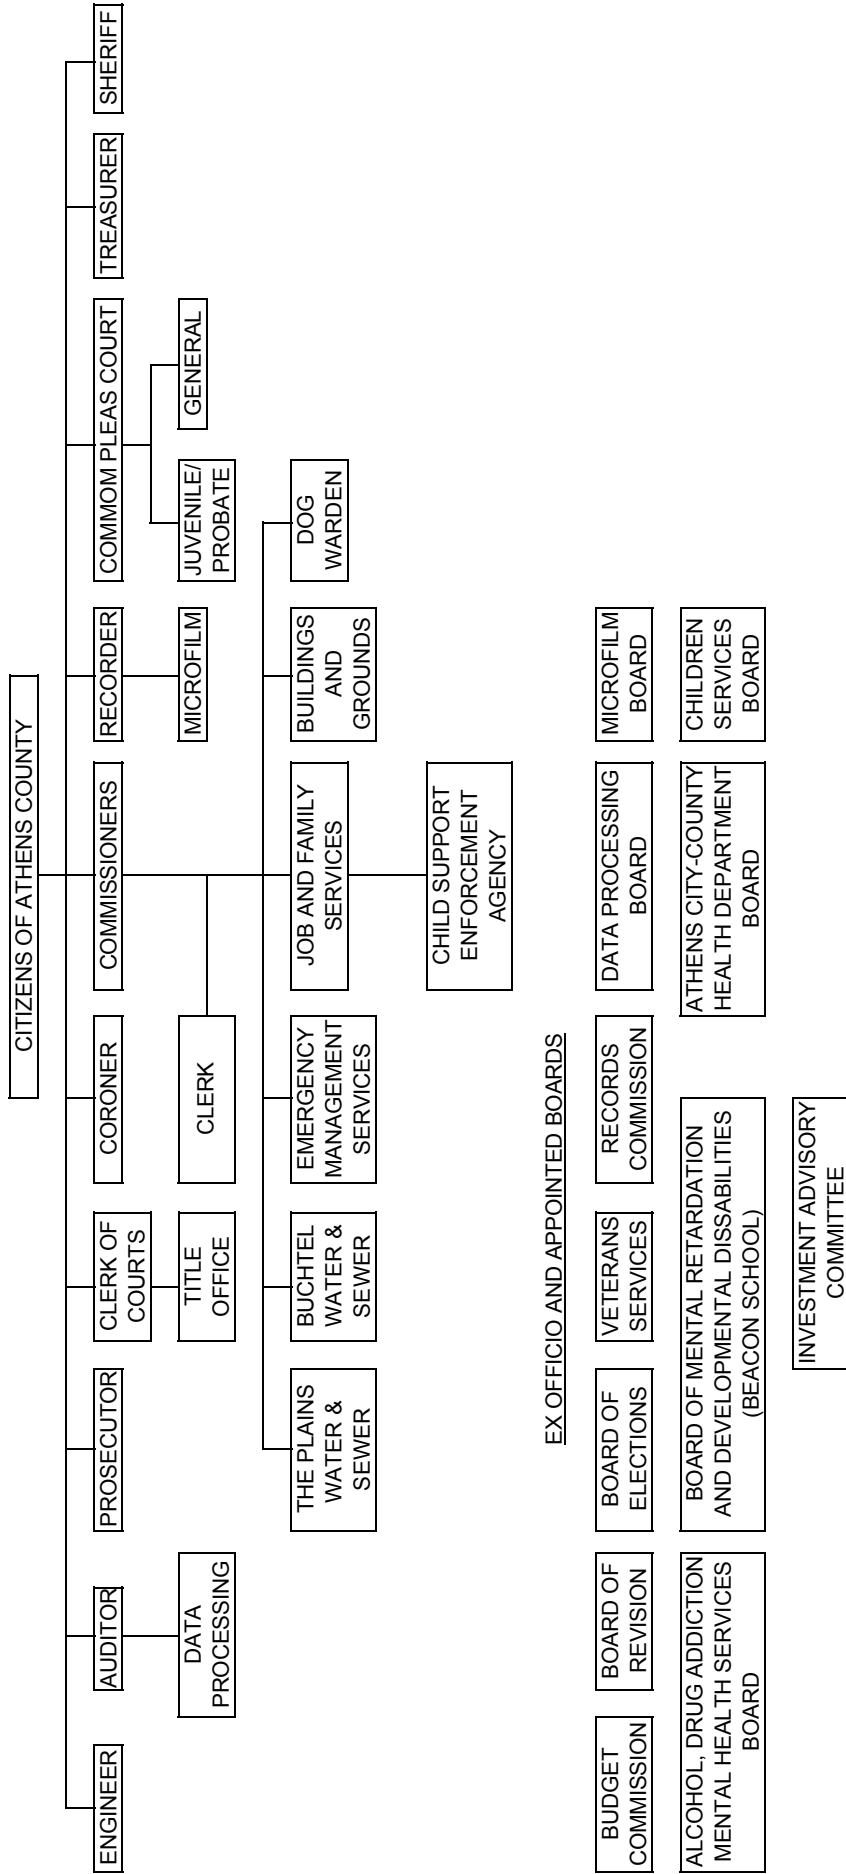 CITIZENS OF ATHENS COUNTY
ENGINEER
AUDITOR
PROSECUTOR
CLERK OF
COURTS
CORONER
COMMISSIONERS
RECORDER
COMMOM PLEAS COURT
TREASURER
SHERIFF
DATA
PROCESSING
TITLE
OFFICE
CLERK
MICROFILM
JUVENILE/
PROBATE
GENERAL
THE PLAINS
WATER &
SEWER
BUCHTEL
WATER &
SEWER
EMERGENCY
MANAGEMENT
SERVICES
JOB AND FAMILY
SERVICES
BUILDINGS
AND
GROUNDS
DOG
WARDEN
CHILD SUPPORT
ENFORCEMENT
AGENCY
EX OFFICIO AND APPOINTED BOARDS
BUDGET
COMMISSION
BOARD OF
REVISION
BOARD OF
ELECTIONS
VETERANS
SERVICES
RECORDS
COMMISSION
DATA PROCESSING
BOARD
MICROFILM
BOARD
ALCOHOL, DRUG ADDICTION
MENTAL HEALTH SERVICES
BOARD
BOARD OF MENTAL RETARDATION
AND DEVELOPMENTAL DISSABILITIES
(BEACON SCHOOL)
ATHENS CITY-COUNTY
HEALTH DEPARTMENT
BOARD
CHILDREN
SERVICES
BOARD
INVESTMENT ADVISORY
COMMITTEE